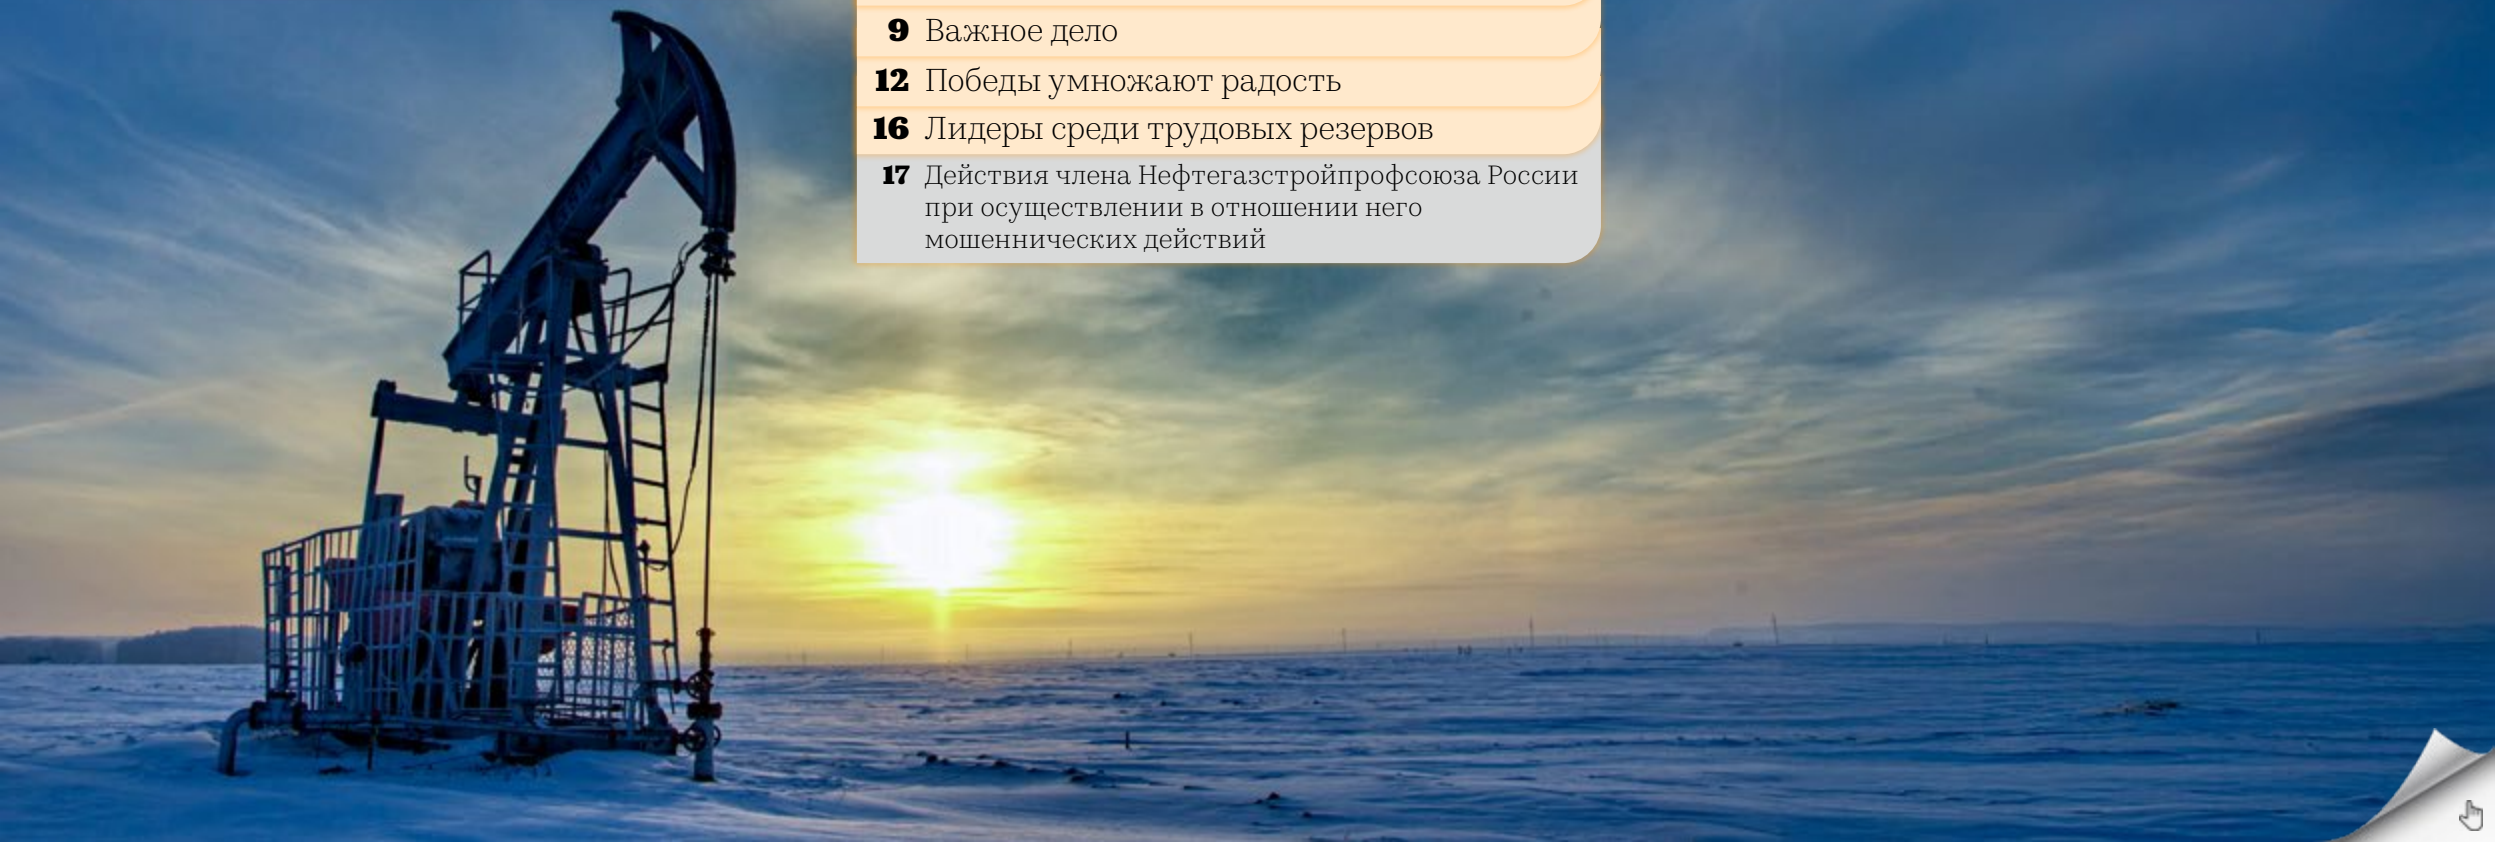 9 Важное дело
12 Победы умножают радость
16 Лидеры среди трудовых резервов
17 Действия члена Нефтегазстройпрофсоюза России
при осуществлении в отношении него
мошеннических действий